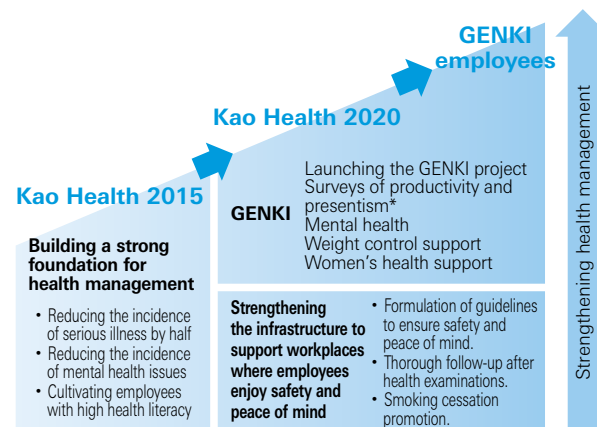 GENKI
employees
Kao Health 2020
Kao Health 2015
Building a strong
foundation for
health management
• Reducing the incidence
of serious illness by half
• Reducing the incidence
of mental health issues
• Cultivating employees
with high health literacy
GENKI
Launching the GENKI project
Surveys of productivity and
presentism*
Mental health
Weight control support
Women's health support
Strengthening
the infrastructure to
support workplaces
where employees
enjoy safety and
peace of mind
• Formulation of guidelines
to ensure safety and
peace of mind.
• Thorough follow-up after
health examinations.
• Smoking cessation
promotion.
Strengthening health management